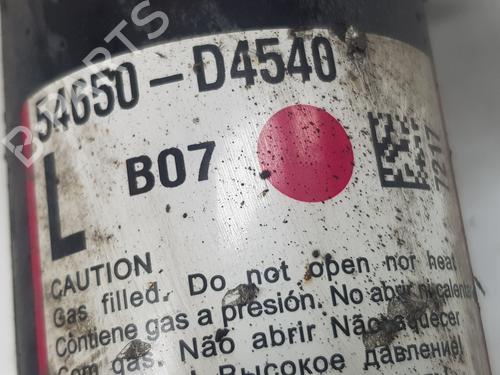 54650-D4540
L B07
7217
CAUTION
Gas filled. Do not open nor heat
Contiene gas a presión. No abrir ni calentar
Com gas. Não abrir Não aquecer
Высокое давление!